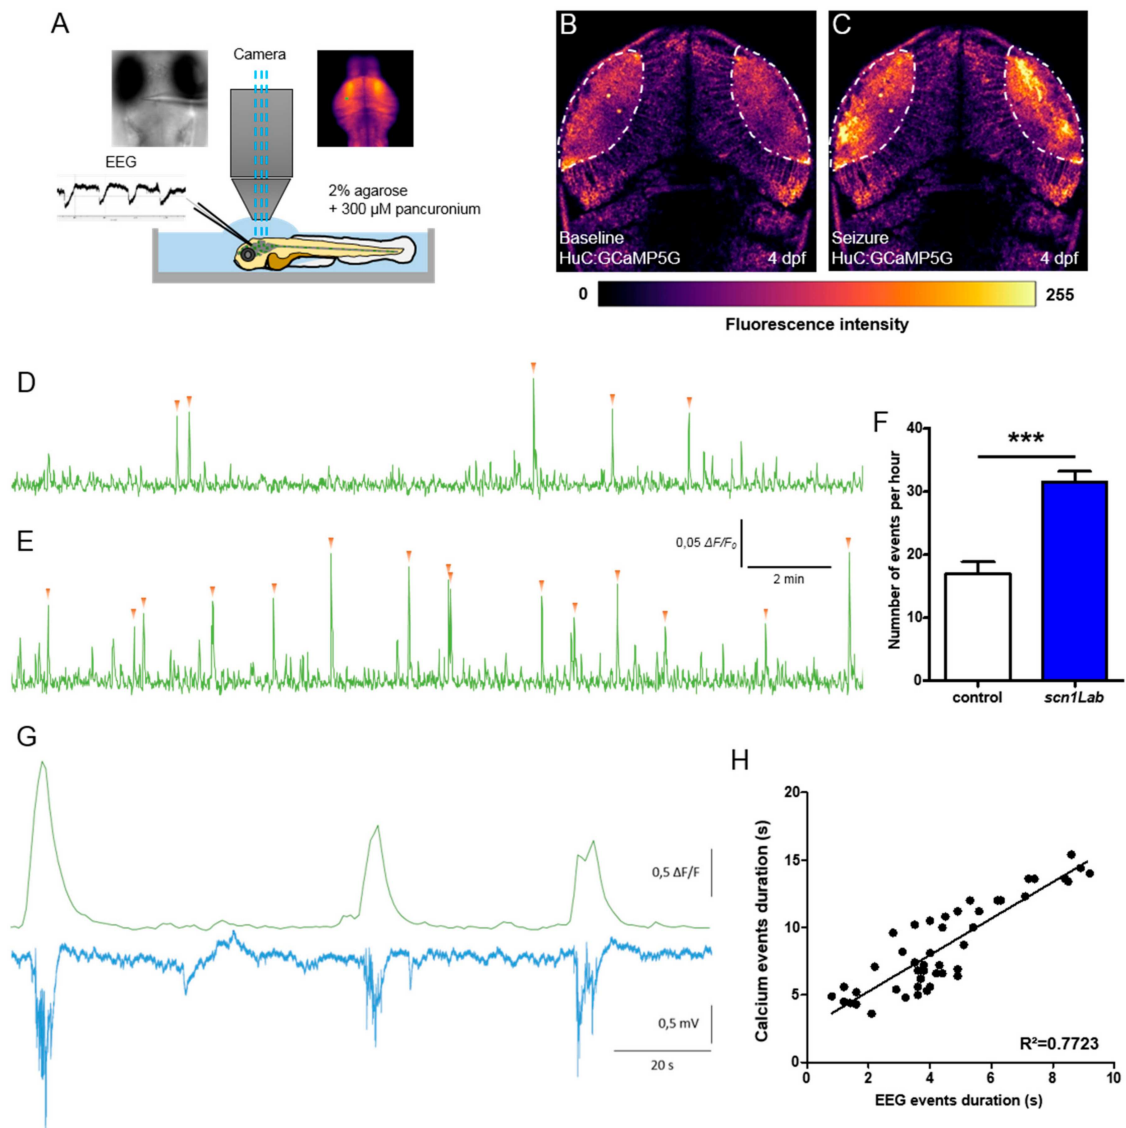 A
Camera
EEG
2% agarose
+ 300 µM pancuronium
B
Baseline
HuC:GCaMP5G
4 dpf
C
Seizure
HuC:GCaMP5G
4 dpf
0
255
Fluorescence intensity
D
E
0,05 ΔF/F₀
2 min
F
***
Numnber of events per hour
40
30
20
10
0
control
scn1Lab
G
0,5 ΔF/F
0,5 mV
20 s
H
Calcium events duration (s)
20
15
10
5
0
0
2
4
6
8
10
R²=0.7723
EEG events duration (s)